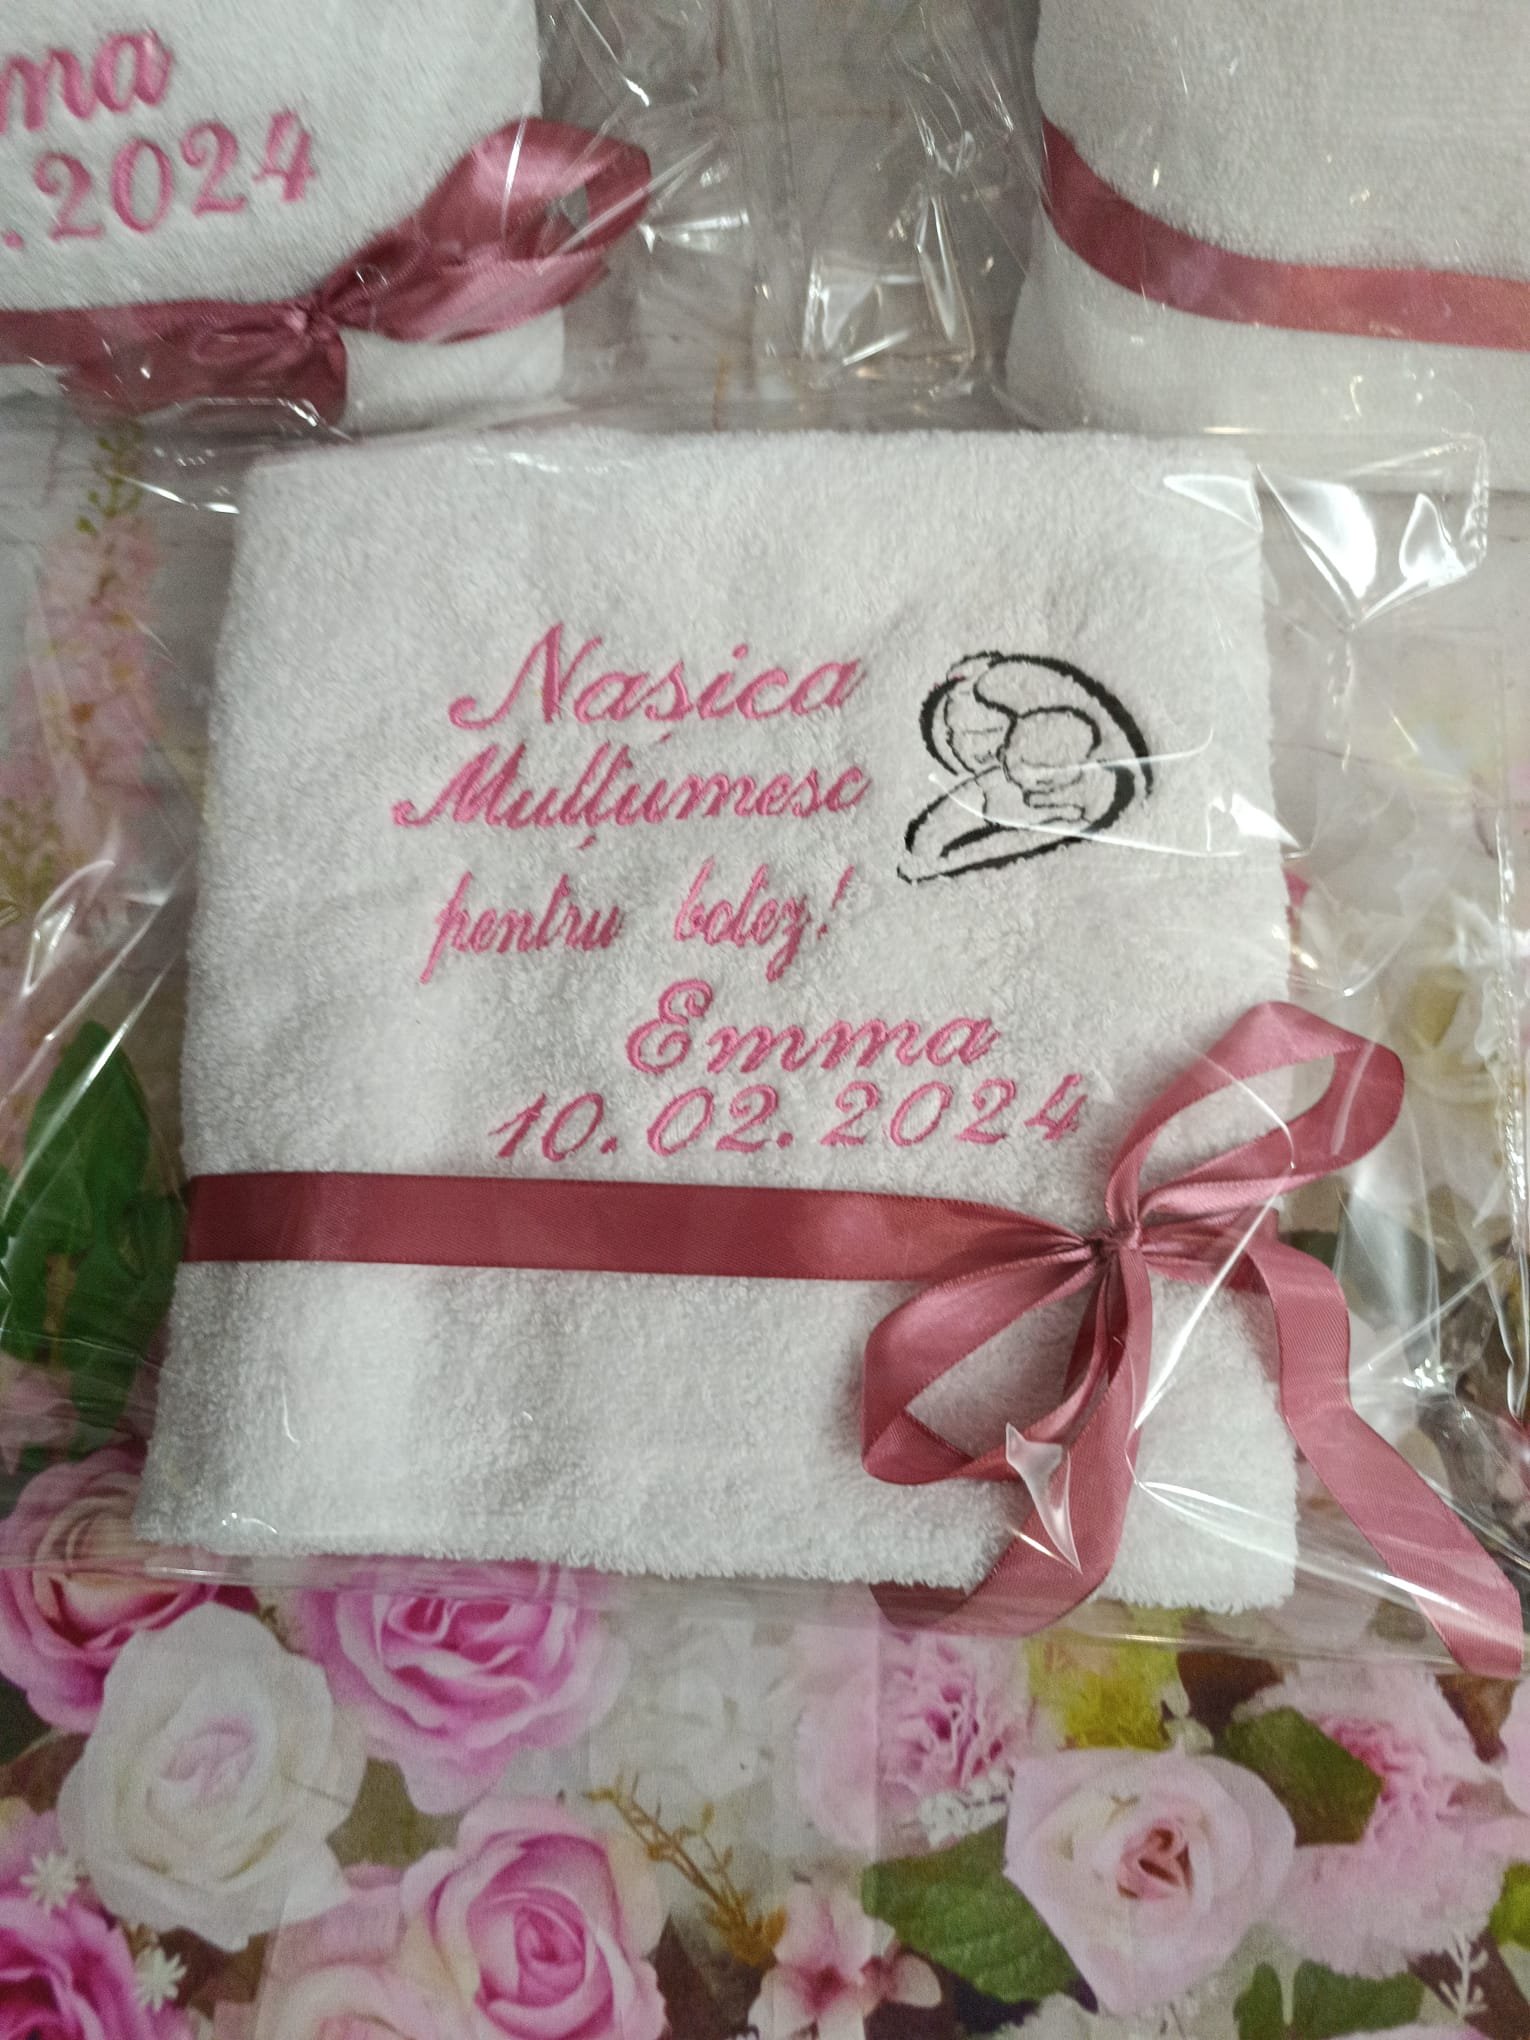 ma
.2024
Nașica
Mulțumesc
pentru botez!
Emma
10.02.2024